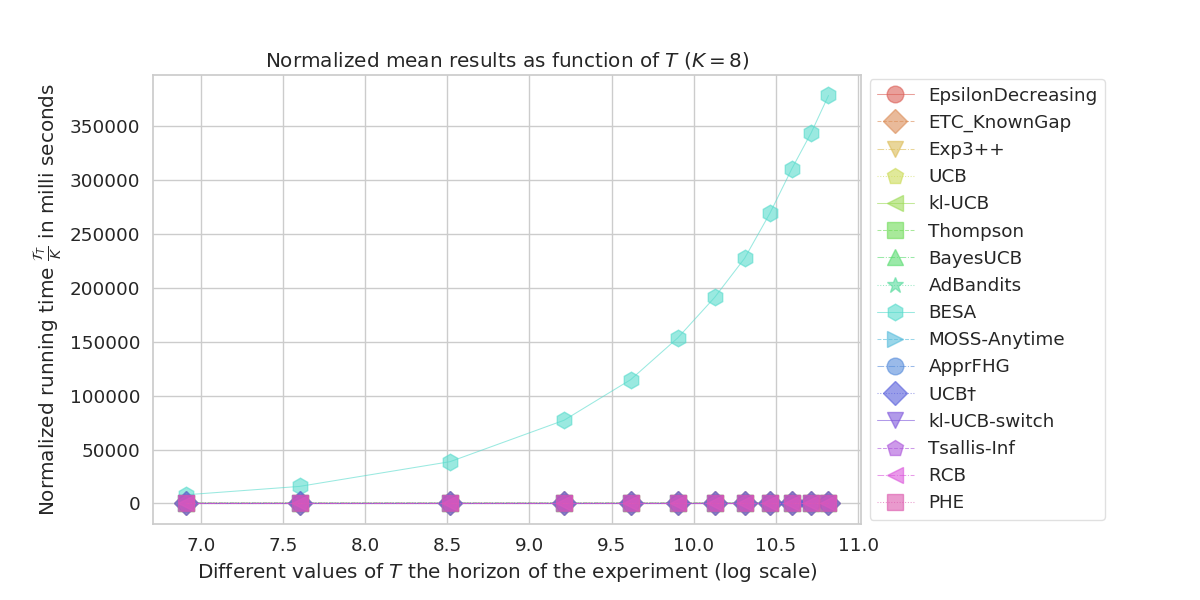 Normalized mean results as function of T (K = 8)
Normalized running time 𝒯_T/K in milli seconds
350000
300000
250000
200000
150000
100000
50000
0
7.0 7.5 8.0 8.5 9.0 9.5 10.0 10.5 11.0
Different values of T the horizon of the experiment (log scale)
EpsilonDecreasing
ETC_KnownGap
Exp3++
UCB
kl-UCB
Thompson
BayesUCB
AdBandits
BESA
MOSS-Anytime
ApprFHG
UCB†
kl-UCB-switch
Tsallis-Inf
RCB
PHE